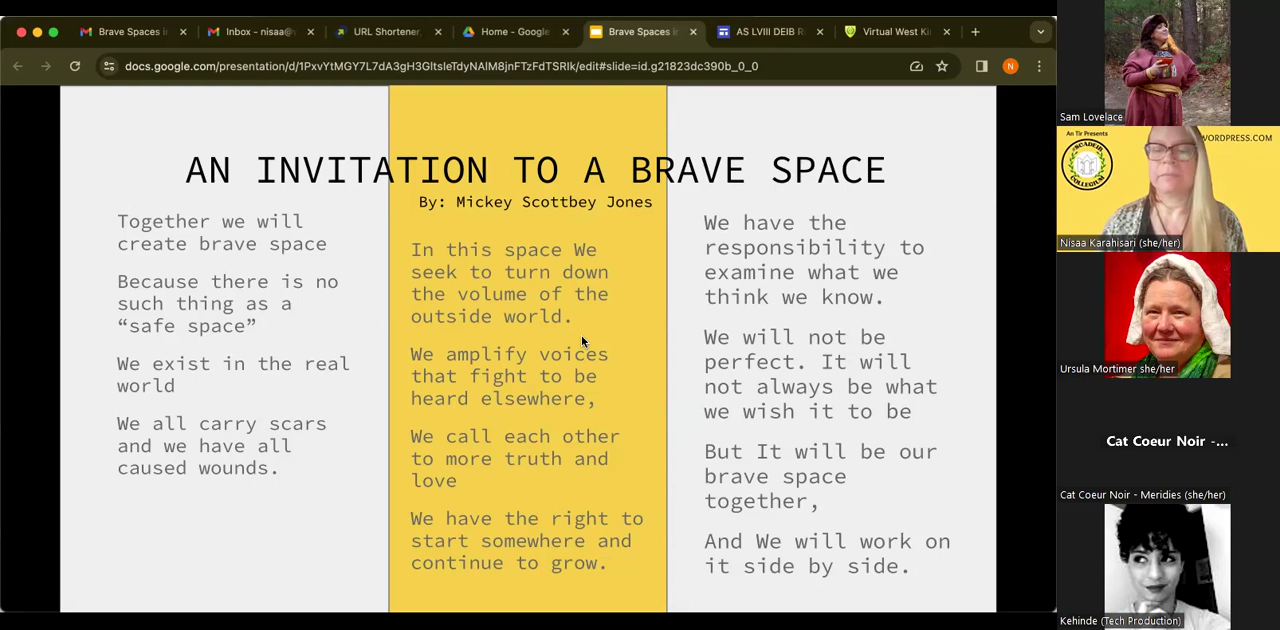 Brave Spaces i
Inbox - nisaa@
URL Shortener,
Home - Google
Brave Spaces i
AS LVIII DEIB R
Virtual West Ki
docs.google.com/presentation/d/1PxvYtMGY7L7dA3gH3GltsleTdyNAlM8jnFTzFdTSRlk/edit#slide=id.g21823dc390b_0_0
N
AN INVITATION TO A BRAVE SPACE
By: Mickey Scottbey Jones
Together we will
create brave space
Because there is no
such thing as a
“safe space”
We exist in the real
world
We all carry scars
and we have all
caused wounds.
In this space We
seek to turn down
the volume of the
outside world.
We amplify voices
that fight to be
heard elsewhere,
We call each other
to more truth and
love
We have the right to
start somewhere and
continue to grow.
We have the
responsibility to
examine what we
think we know.
We will not be
perfect. It will
not always be what
we wish it to be
But It will be our
brave space
together,
And We will work on
it side by side.
Sam Lovelace
An Tir Presents
WORDPRESS.COM
COLLEGIUM
Nisaa Karahisari (she/her)
Ursula Mortimer she/her
Cat Coeur Noir -...
Cat Coeur Noir - Meridies (she/her)
Kehinde (Tech Production)